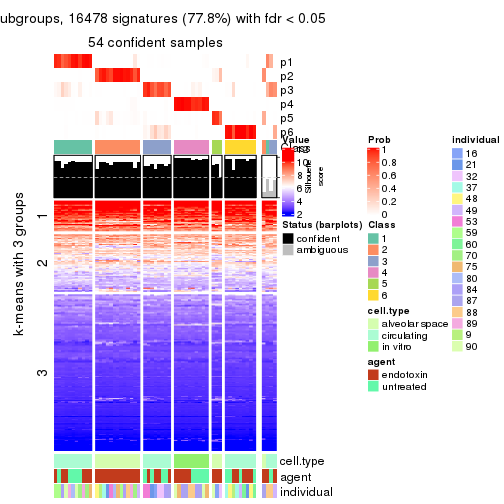 ubgroups, 16478 signatures (77.8%) with fdr < 0.05
54 confident samples
p1
p2
p3
p4
p5
p6
Class
Silhouette score
k-means with 3 groups
1
2
3
cell.type
agent
individual
Value
10
8
6
4
2
Status (barplots)
confident
ambiguous
Prob
1
0.8
0.6
0.4
0.2
0
Class
1
2
3
4
5
6
cell.type
alveolar space
circulating
in vitro
agent
endotoxin
untreated
individual
16
21
32
37
48
49
53
59
60
70
75
80
84
87
88
89
9
90